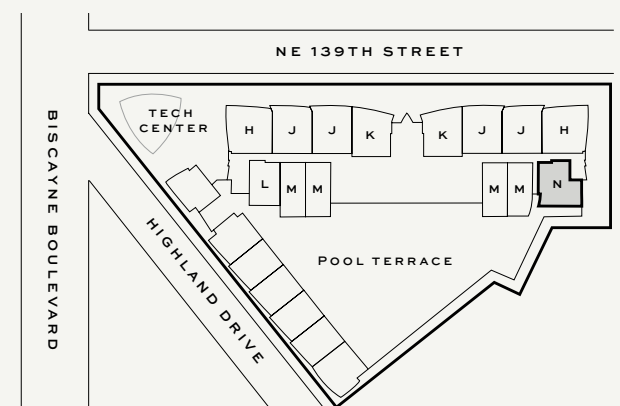 NE 139TH STREET
BISCAYNE BOULEVARD
TECH
CENTER
H J J K K J J H
L M M M M N
HIGHLAND DRIVE
POOL TERRACE